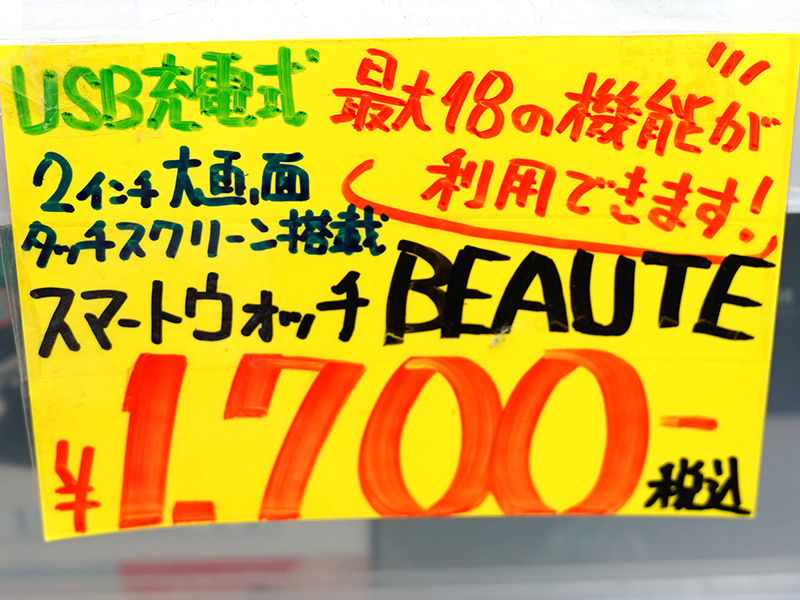 USB充電式
最大18の機能が
利用できます!
2インチ大画面
タッチスクリーン搭載
スマートウォッチ BEAUTE
¥1,700-
税込